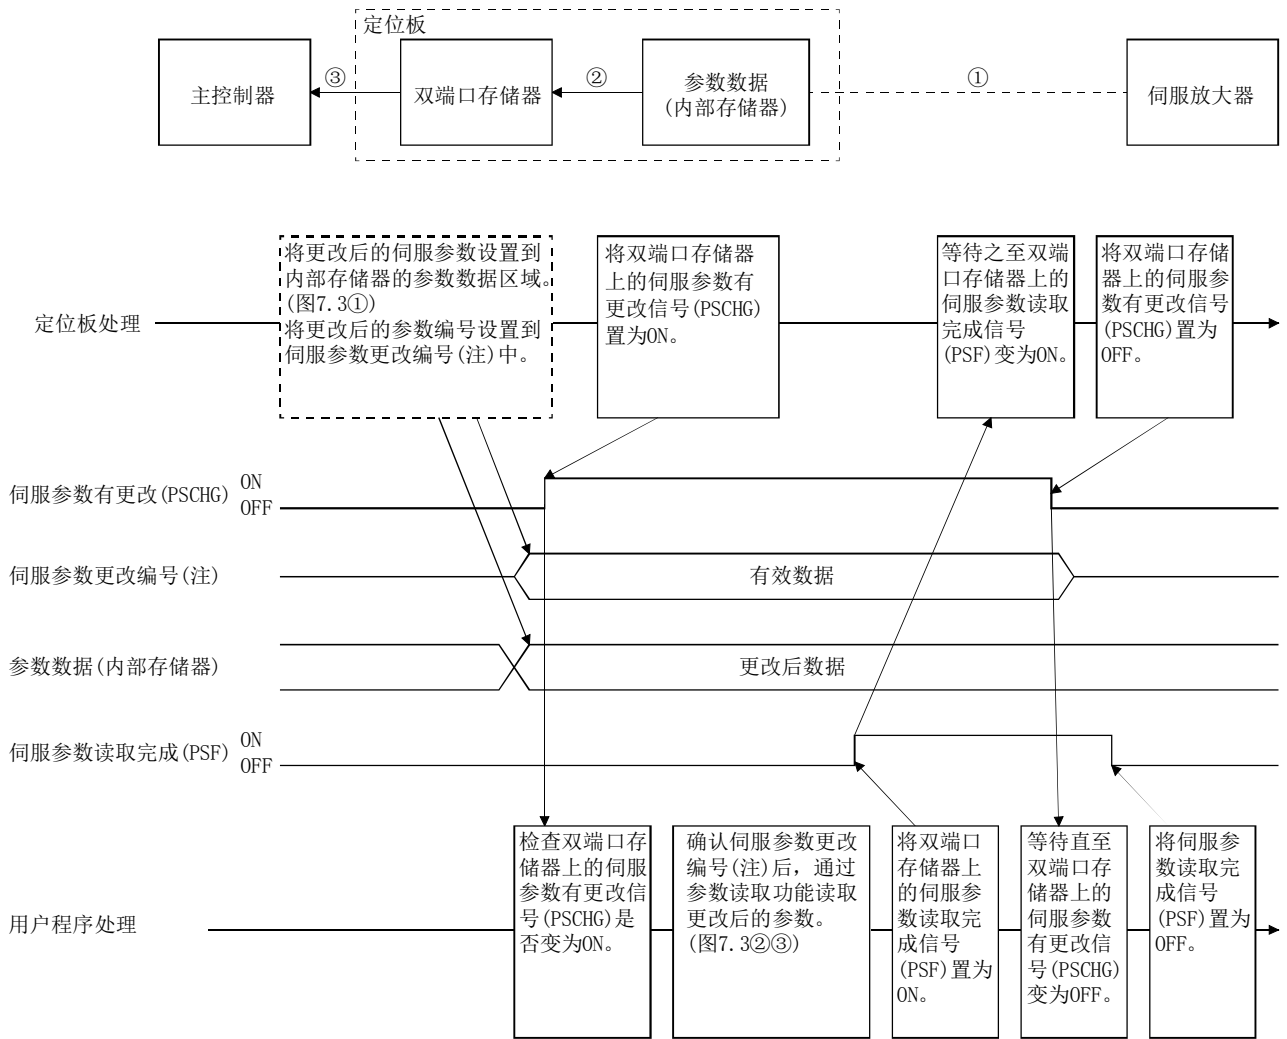 定位板
主控制器
③
双端口存储器
②
参数数据
(内部存储器)
①
伺服放大器
定位板处理
将更改后的伺服参数设置到
内部存储器的参数数据区域。
(图7.3①)
将更改后的参数编号设置到
伺服参数更改编号(注)中。
将双端口存储器
上的伺服参数有
更改信号(PSCHG)
置为ON。
等待之至双端
口存储器上的
伺服参数读取
完成信号
(PSF)变为ON。
将双端口存储
器上的伺服参
数有更改信号
(PSCHG)置为
OFF。
伺服参数有更改(PSCHG)
ON
OFF
伺服参数更改编号(注)
有效数据
参数数据(内部存储器)
更改后数据
伺服参数读取完成(PSF)
ON
OFF
用户程序处理
检查双端口存
储器上的伺服
参数有更改信
号(PSCHG)是
否变为ON。
确认伺服参数更改
编号(注)后，通过
参数读取功能读取
更改后的参数。
(图7.3②③)
将双端口
存储器上
的伺服参
数读取完
成信号
(PSF)置为
ON。
等待直至
双端口存
储器上的
伺服参数
有更改信
号(PSCHG)
变为OFF。
将伺服参
数读取完
成信号
(PSF)置为
OFF。